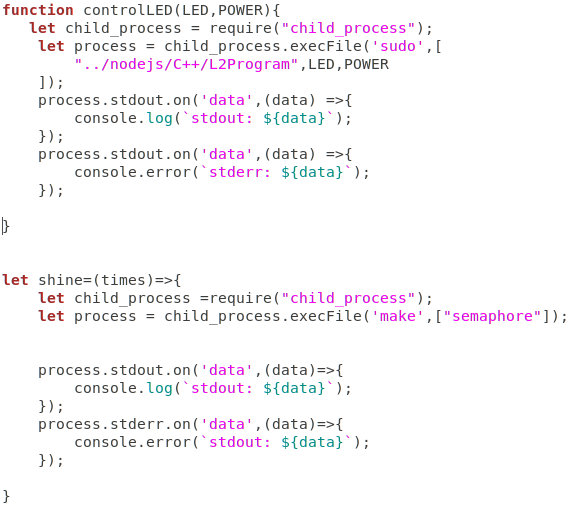 function controlLED(LED,POWER){
   let child_process = require("child_process");
    let process = child_process.execFile('sudo',[
        "../nodejs/C++/L2Program",LED,POWER
    ]);
    process.stdout.on('data',(data) =>{
        console.log(`stdout: ${data}`);
    });
    process.stdout.on('data',(data) =>{
        console.error(`stderr: ${data}`);
    });
}
let shine=(times)=>{
    let child_process =require("child_process");
    let process = child_process.execFile('make',["semaphore"]);
    process.stdout.on('data',(data)=>{
        console.log(`stdout: ${data}`);
    });
    process.stderr.on('data',(data)=>{
        console.error(`stdout: ${data}`);
    });
}